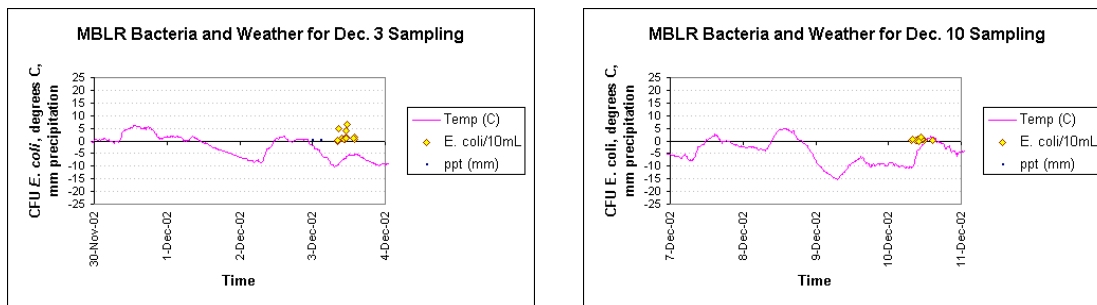 MBLR Bacteria and Weather for Dec. 3 Sampling
CFU E. coli, degrees C,
mm precipitation
25
20
15
10
5
0
-5
-10
-15
-20
-25
30-Nov-02
1-Dec-02
2-Dec-02
3-Dec-02
4-Dec-02
Time
Temp (C)
E. coli/10mL
ppt (mm)
MBLR Bacteria and Weather for Dec. 10 Sampling
CFU E. coli, degrees C,
mm precipitation
25
20
15
10
5
0
-5
-10
-15
-20
-25
7-Dec-02
8-Dec-02
9-Dec-02
10-Dec-02
11-Dec-02
Time
Temp (C)
E. coli/10mL
ppt (mm)